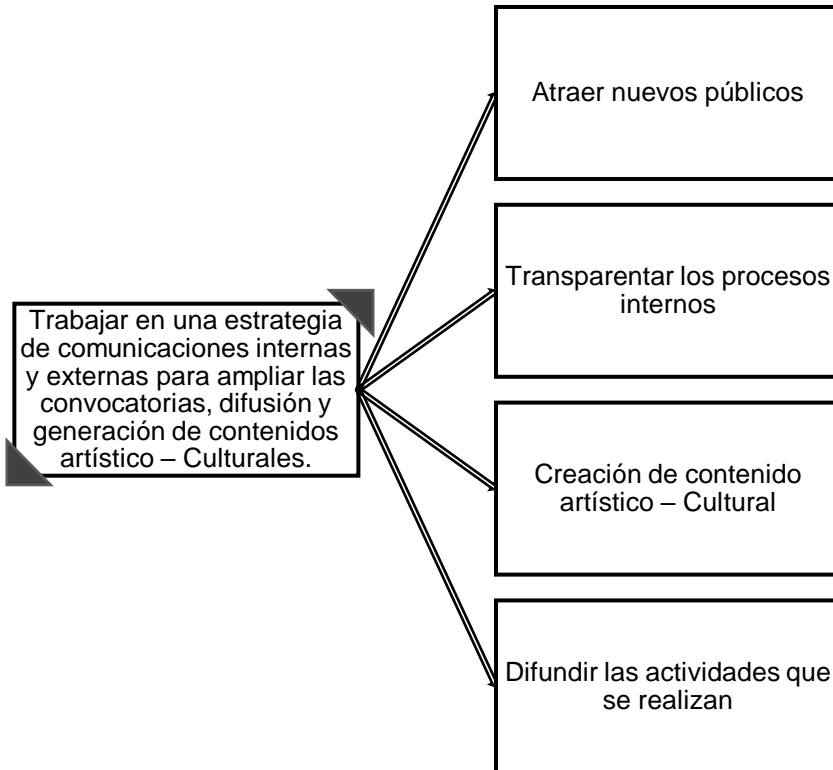 Atraer nuevos públicos
Transparentar los procesos
internos
Trabajar en una estrategia
de comunicaciones internas
y externas para ampliar las
convocatorias, difusión y
generación de contenidos
artístico – Culturales.
Creación de contenido
artístico – Cultural
Difundir las actividades que
se realizan